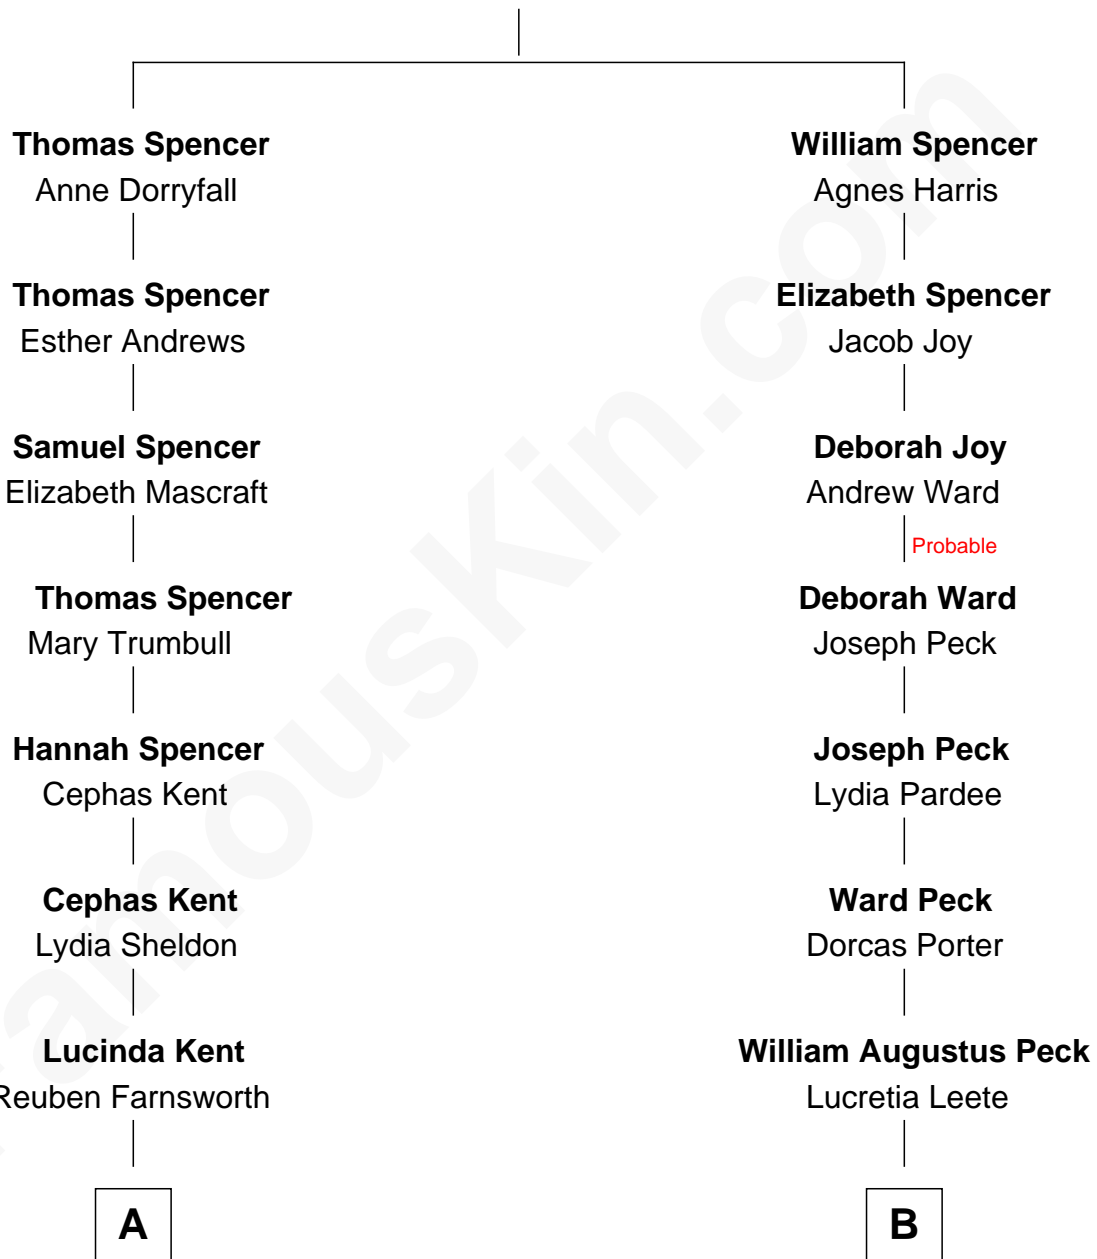 Thomas Spencer
Anne Dorryfall
Thomas Spencer
Esther Andrews
Samuel Spencer
Elizabeth Mascraft
Thomas Spencer
Mary Trumbull
Hannah Spencer
Cephas Kent
Cephas Kent
Lydia Sheldon
Lucinda Kent
Reuben Farnsworth
A
William Spencer
Agnes Harris
Elizabeth Spencer
Jacob Joy
Deborah Joy
Andrew Ward
Probable
Deborah Ward
Joseph Peck
Joseph Peck
Lydia Pardee
Ward Peck
Dorcas Porter
William Augustus Peck
Lucretia Leete
B
FamousKin.com